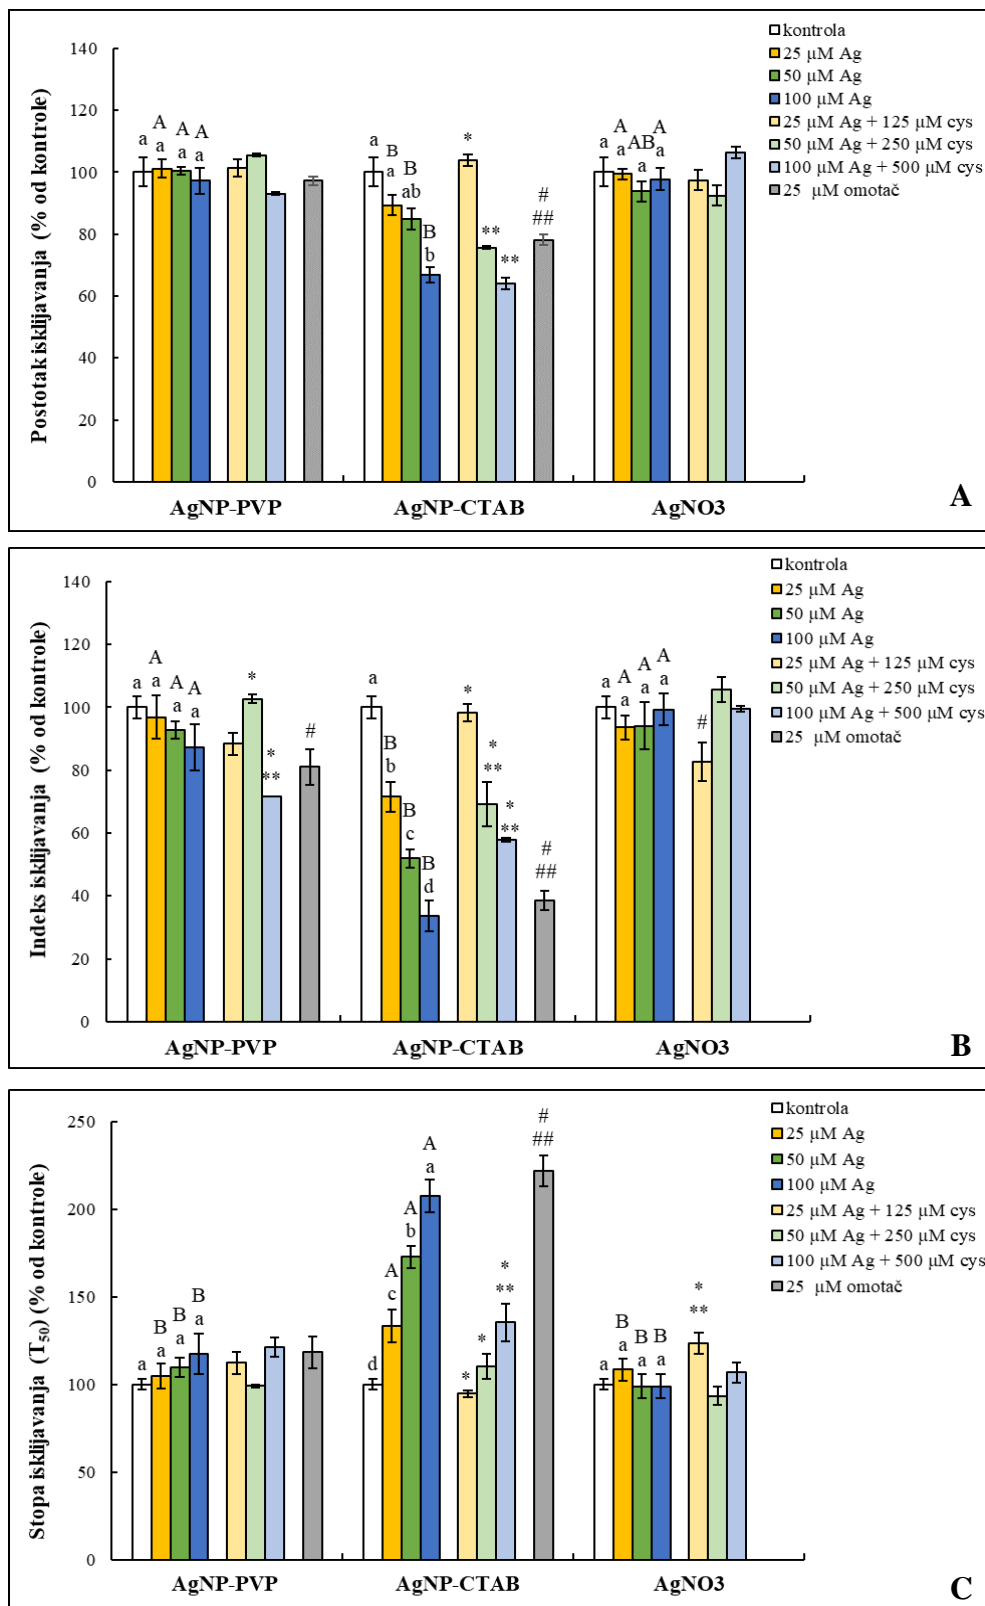 Postotak isklijavanja (% od kontrole)
140
120
100
80
60
40
20
0
a
A
a
A
a
A
a
a
B
a
B
ab
B
b
*
**
**
#
##
a
A
a
AB
a
A
a
AgNP-PVP
AgNP-CTAB
AgNO3
kontrola
25 µM Ag
50 µM Ag
100 µM Ag
25 µM Ag + 125 µM cys
50 µM Ag + 250 µM cys
100 µM Ag + 500 µM cys
25 µM omotač
A
Indeks isklijavanja (% od kontrole)
140
120
100
80
60
40
20
0
a
A
a
A
a
A
a
*
*
**
#
a
B
b
B
c
B
d
*
*
**
*
**
#
##
a
A
a
A
a
A
a
#
AgNP-PVP
AgNP-CTAB
AgNO3
kontrola
25 µM Ag
50 µM Ag
100 µM Ag
25 µM Ag + 125 µM cys
50 µM Ag + 250 µM cys
100 µM Ag + 500 µM cys
25 µM omotač
B
Stopa isklijavanja (T₅₀) (% od kontrole)
250
200
150
100
50
0
a
B
a
B
a
B
a
d
A
c
A
b
A
a
*
*
*
**
#
##
a
B
a
B
a
B
a
*
**
AgNP-PVP
AgNP-CTAB
AgNO3
kontrola
25 µM Ag
50 µM Ag
100 µM Ag
25 µM Ag + 125 µM cys
50 µM Ag + 250 µM cys
100 µM Ag + 500 µM cys
25 µM omotač
C